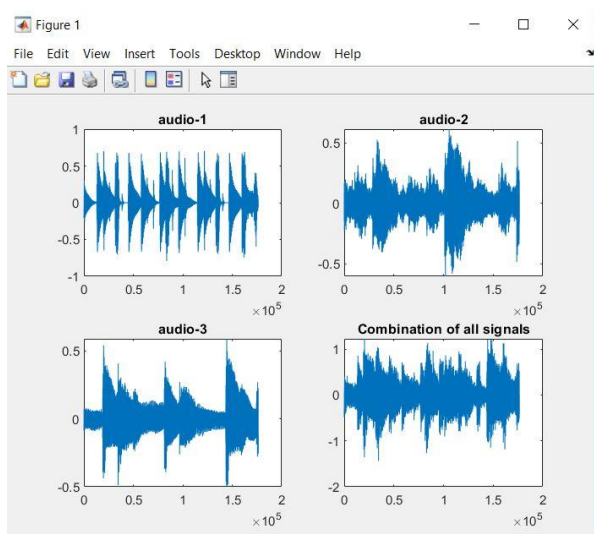 Figure 1
File Edit View Insert Tools Desktop Window Help
audio-1
1
0.5
0
-0.5
-1
0 0.5 1 1.5 2
×10^5
audio-2
0.5
0
-0.5
0 0.5 1 1.5 2
×10^5
audio-3
0.5
0
-0.5
0 0.5 1 1.5 2
×10^5
Combination of all signals
1
0
-1
-2
0 0.5 1 1.5 2
×10^5